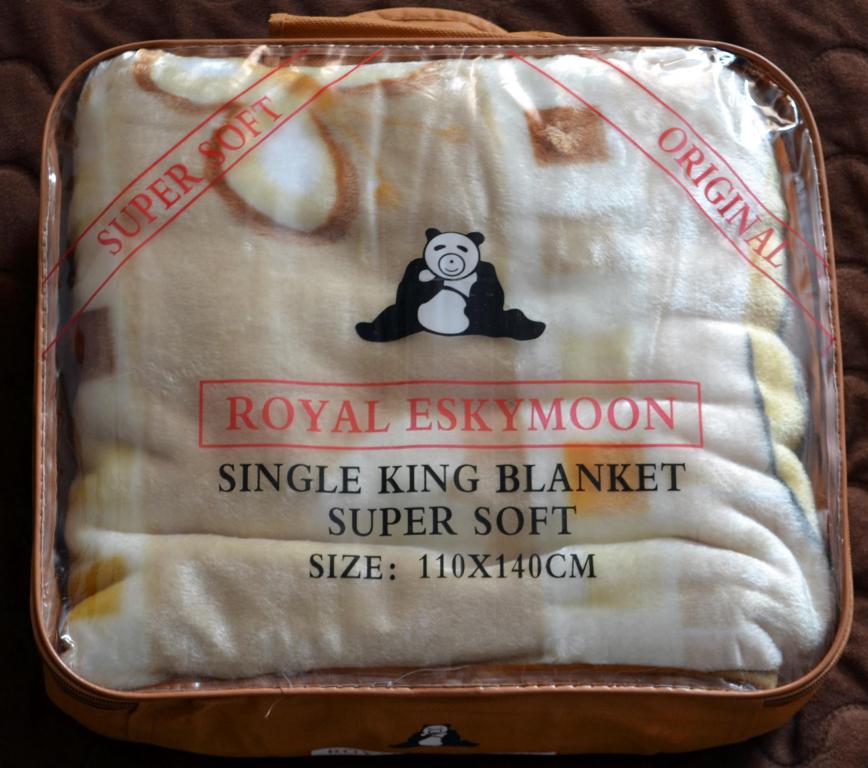 SUPER SOFT
ORIGINAL
ROYAL ESKYMOON
SINGLE KING BLANKET
SUPER SOFT
SIZE: 110X140CM